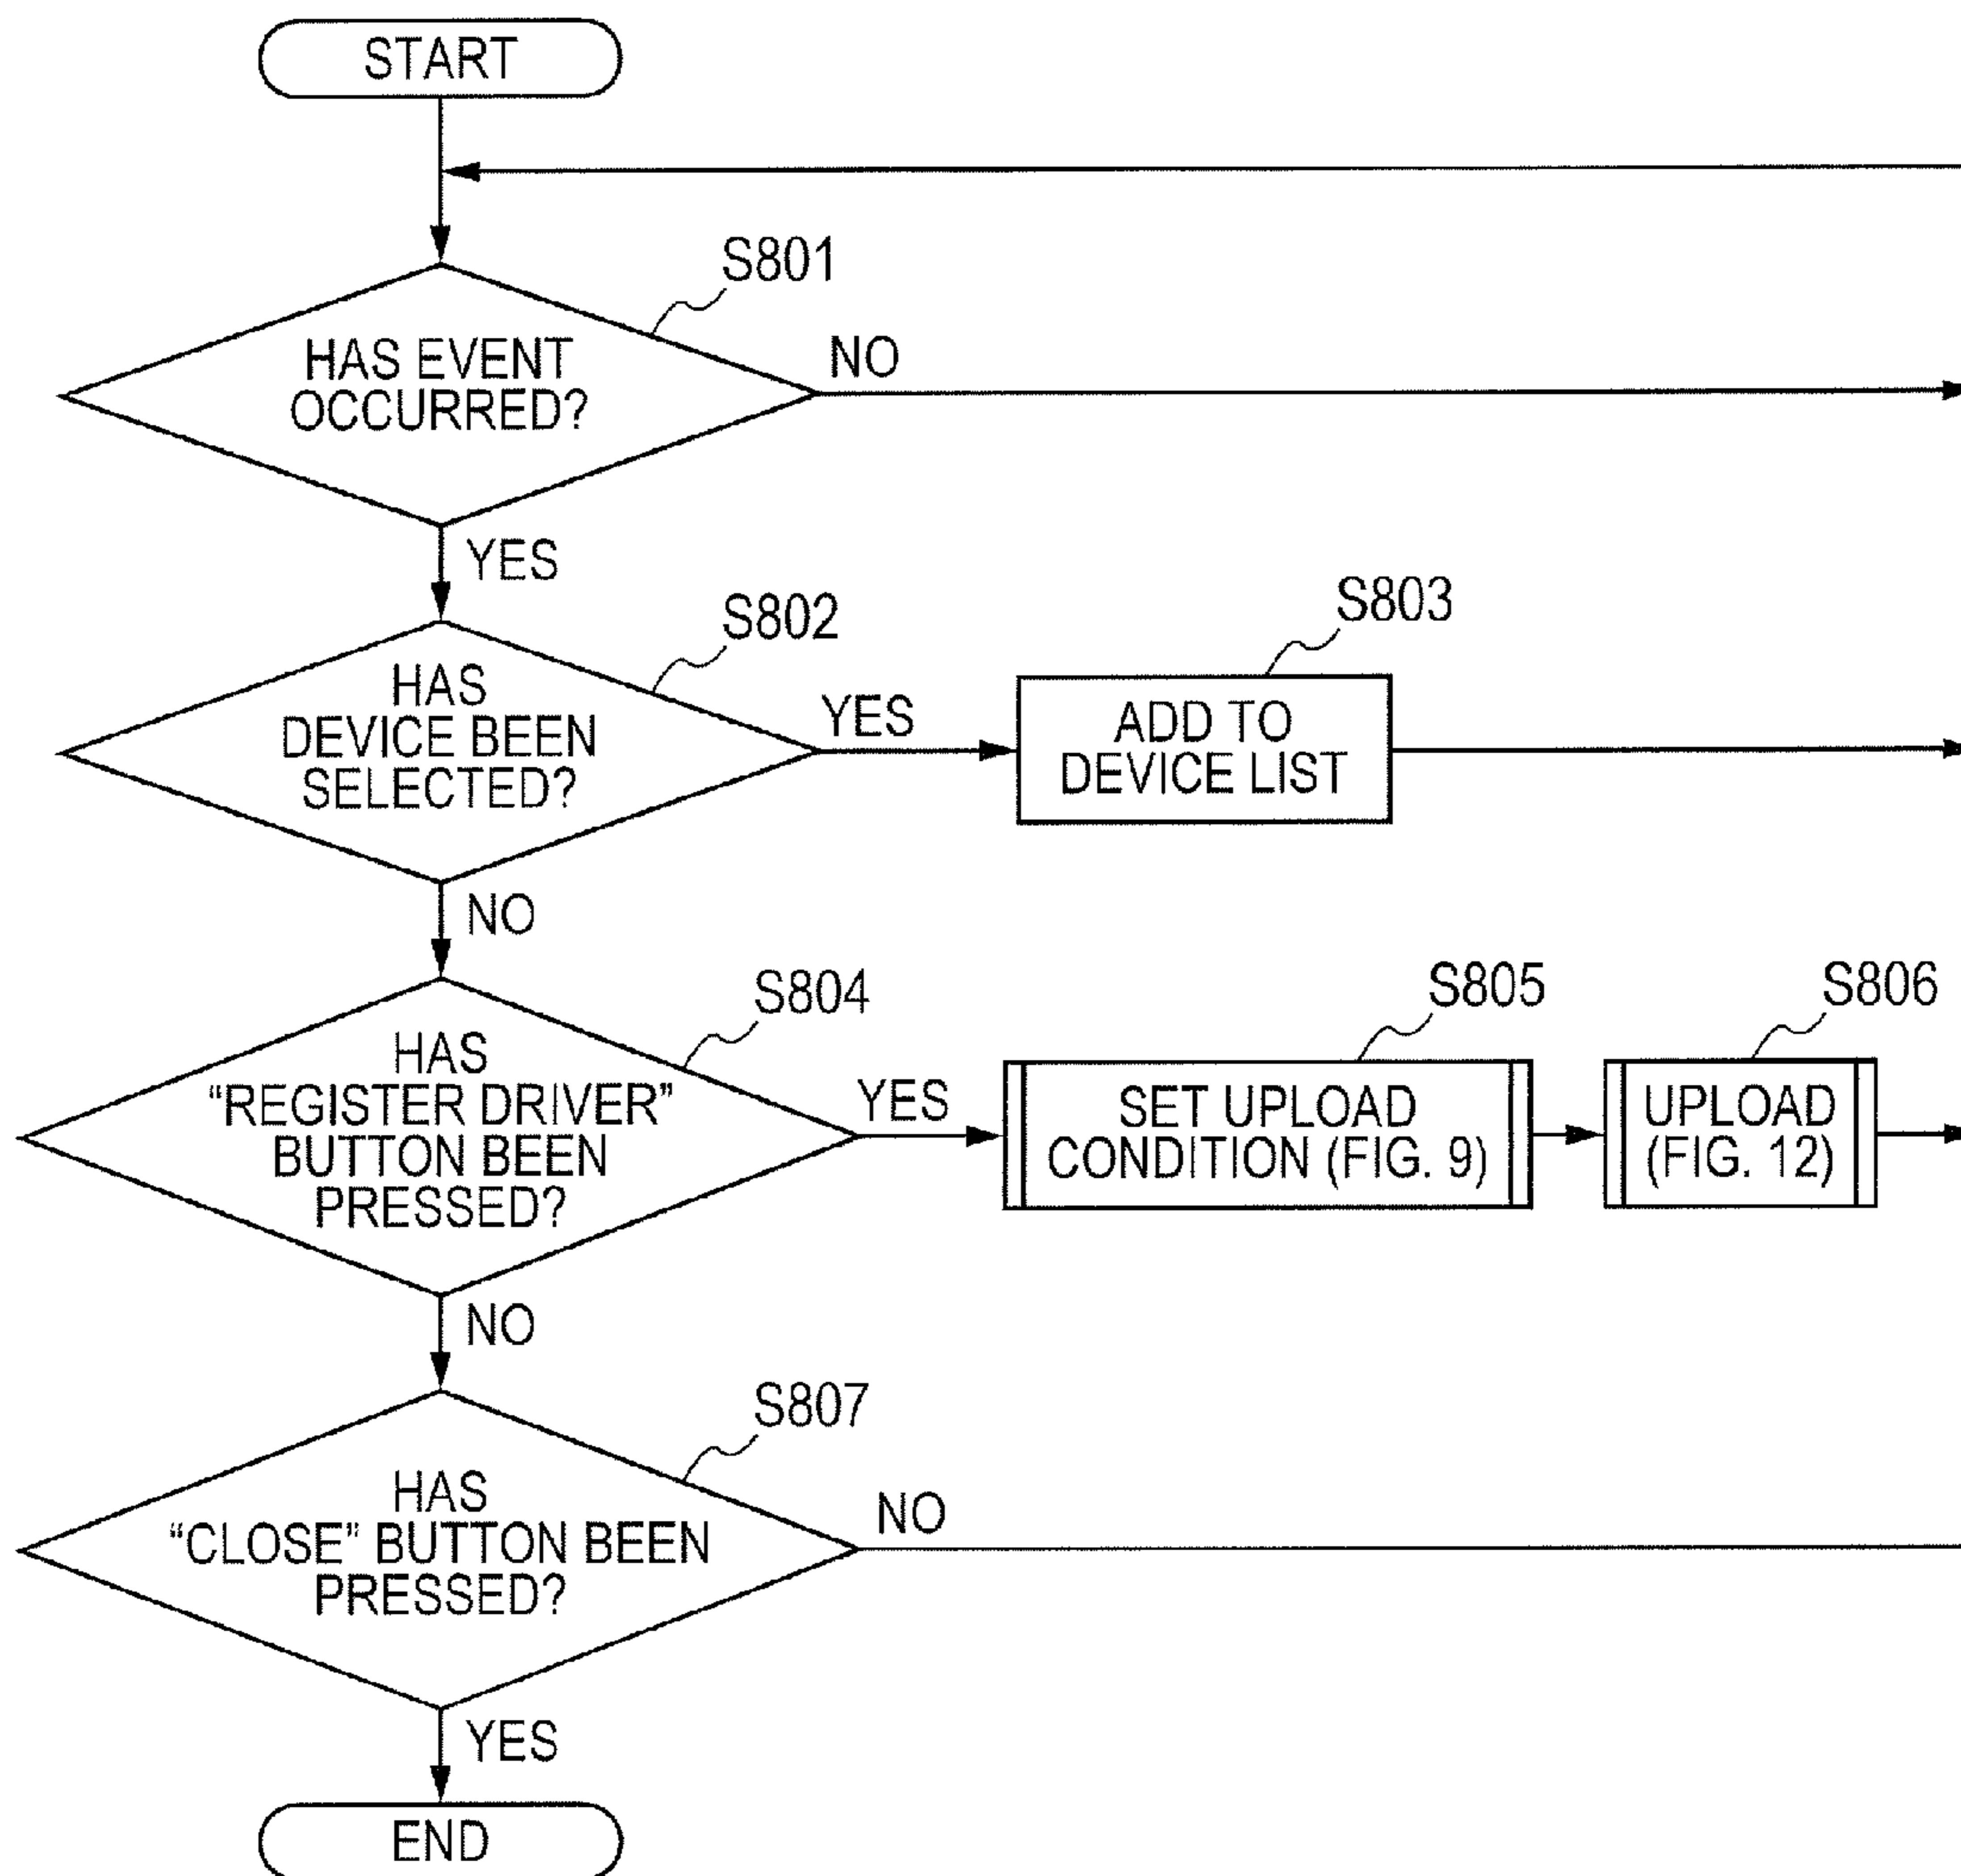 START
S801
HAS EVENT
OCCURRED?
NO
YES
S802
HAS
DEVICE BEEN
SELECTED?
YES
S803
ADD TO
DEVICE LIST
NO
S804
HAS
“REGISTER DRIVER”
BUTTON BEEN
PRESSED?
YES
S805
SET UPLOAD
CONDITION (FIG. 9)
S806
UPLOAD
(FIG. 12)
NO
S807
HAS
“CLOSE” BUTTON BEEN
PRESSED?
NO
YES
END